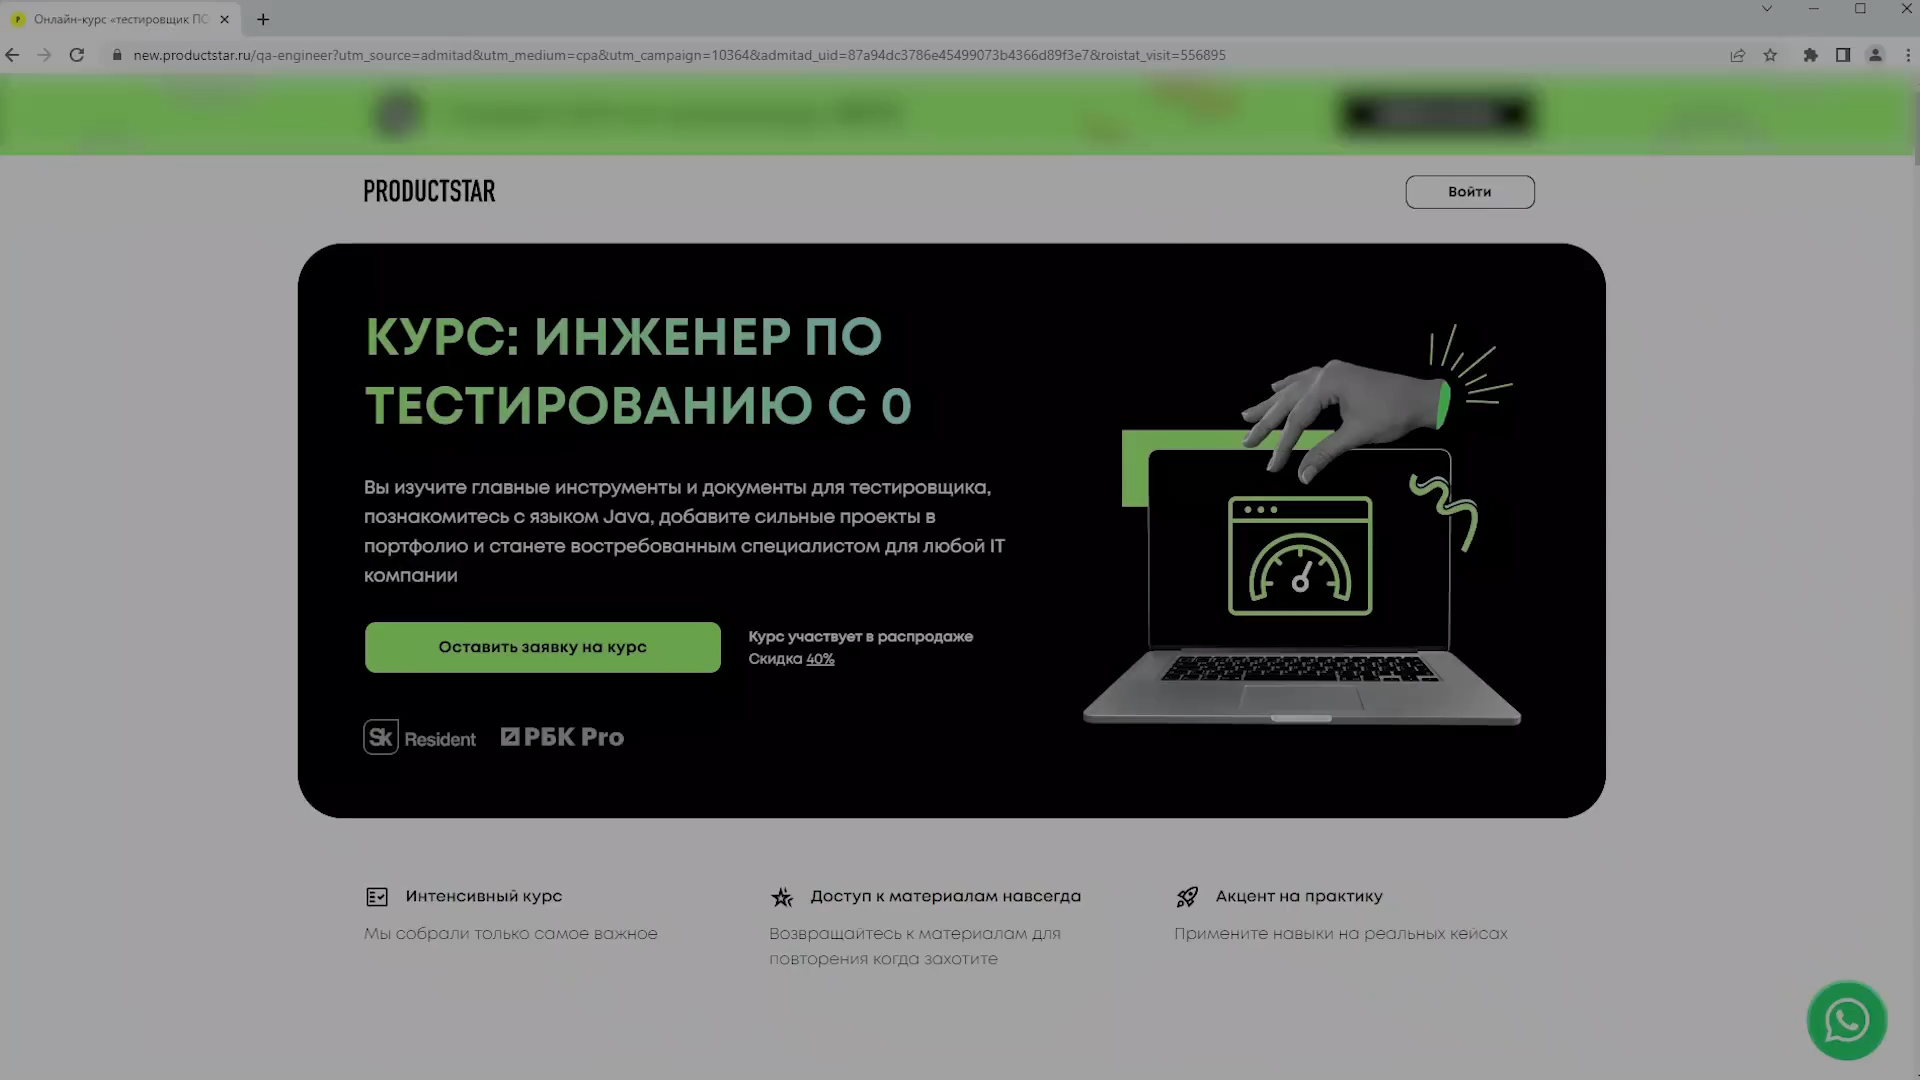 Онлайн-курс «тестировщик ПО
new.productstar.ru/qa-engineer?utm_source=admitad&utm_medium=cpa&utm_campaign=10364&admitad_uid=87a94dc3786e45499073b4366d89f3e7&roistat_visit=556895
PRODUCTSTAR
Войти
КУРС: ИНЖЕНЕР ПО
ТЕСТИРОВАНИЮ С 0
Вы изучите главные инструменты и документы для тестировщика,
познакомитесь с языком Java, добавите сильные проекты в
портфолио и станете востребованным специалистом для любой IT
компании
Оставить заявку на курс
Курс участвует в распродаже
Скидка 40%
Sk Resident
РБК Pro
Интенсивный курс
Мы собрали только самое важное
Доступ к материалам навсегда
Возвращайтесь к материалам для
повторения когда захотите
Акцент на практику
Примените навыки на реальных кейсах